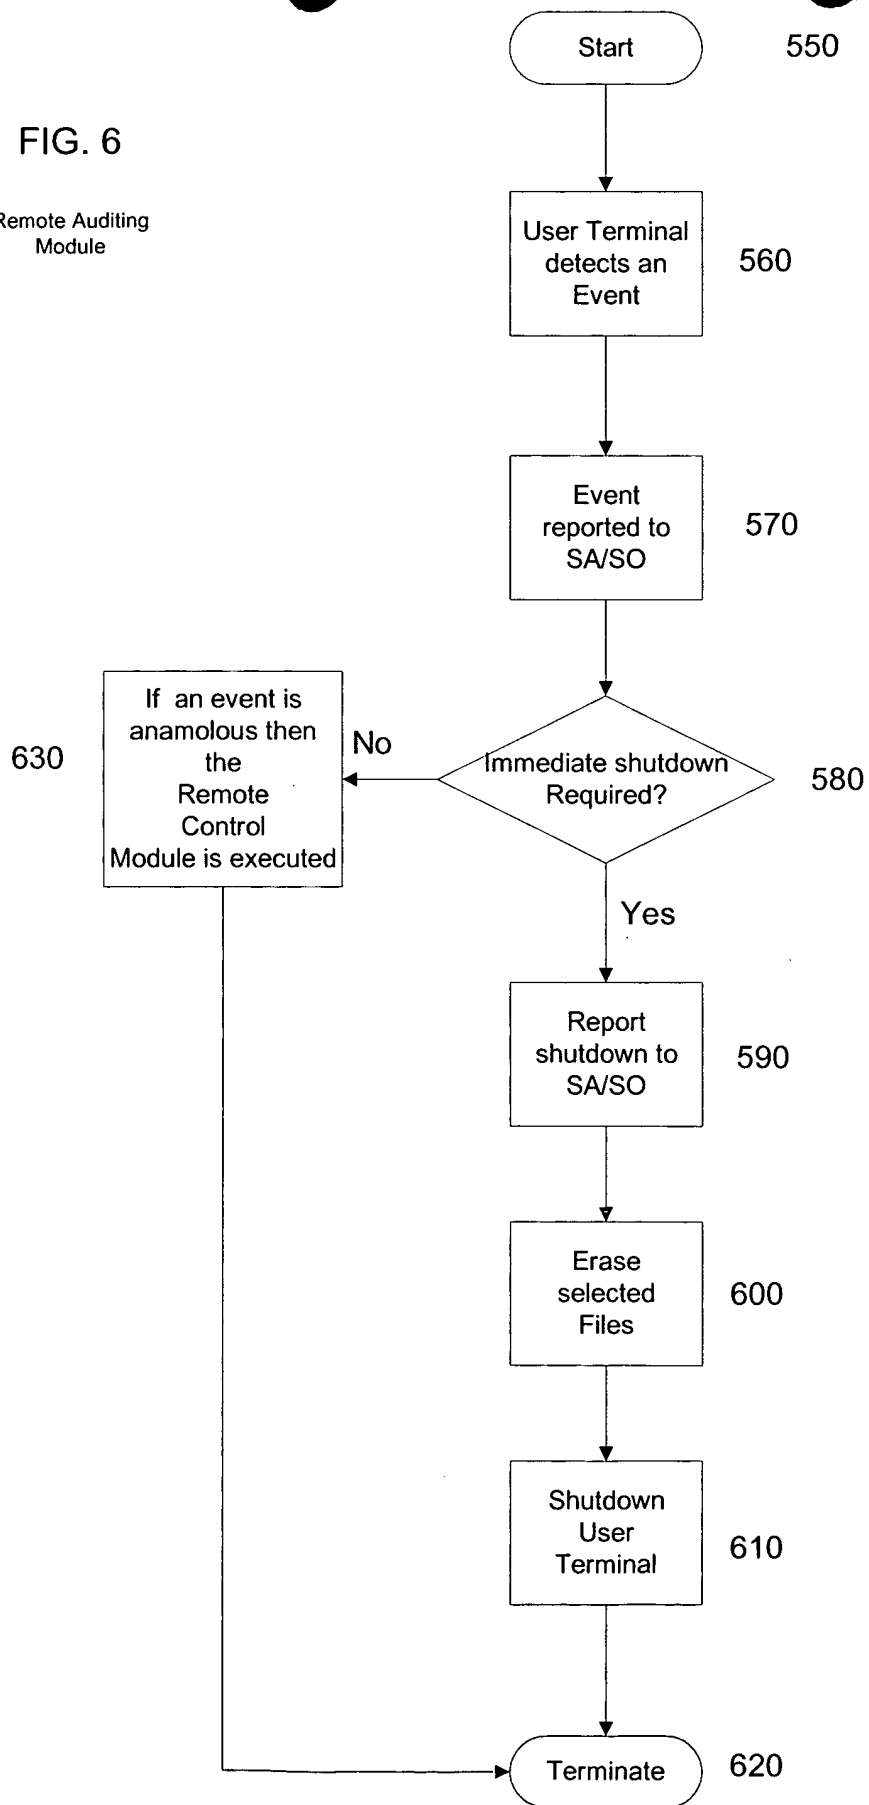 Start
550
FIG. 6
Remote Auditing
Module
User Terminal
detects an
Event
560
Event
reported to
SA/SO
570
If an event is
anamolous then
the
Remote
Control
Module is executed
630
No
Immediate shutdown
Required?
580
Yes
Report
shutdown to
SA/SO
590
Erase
selected
Files
600
Shutdown
User
Terminal
610
Terminate
620